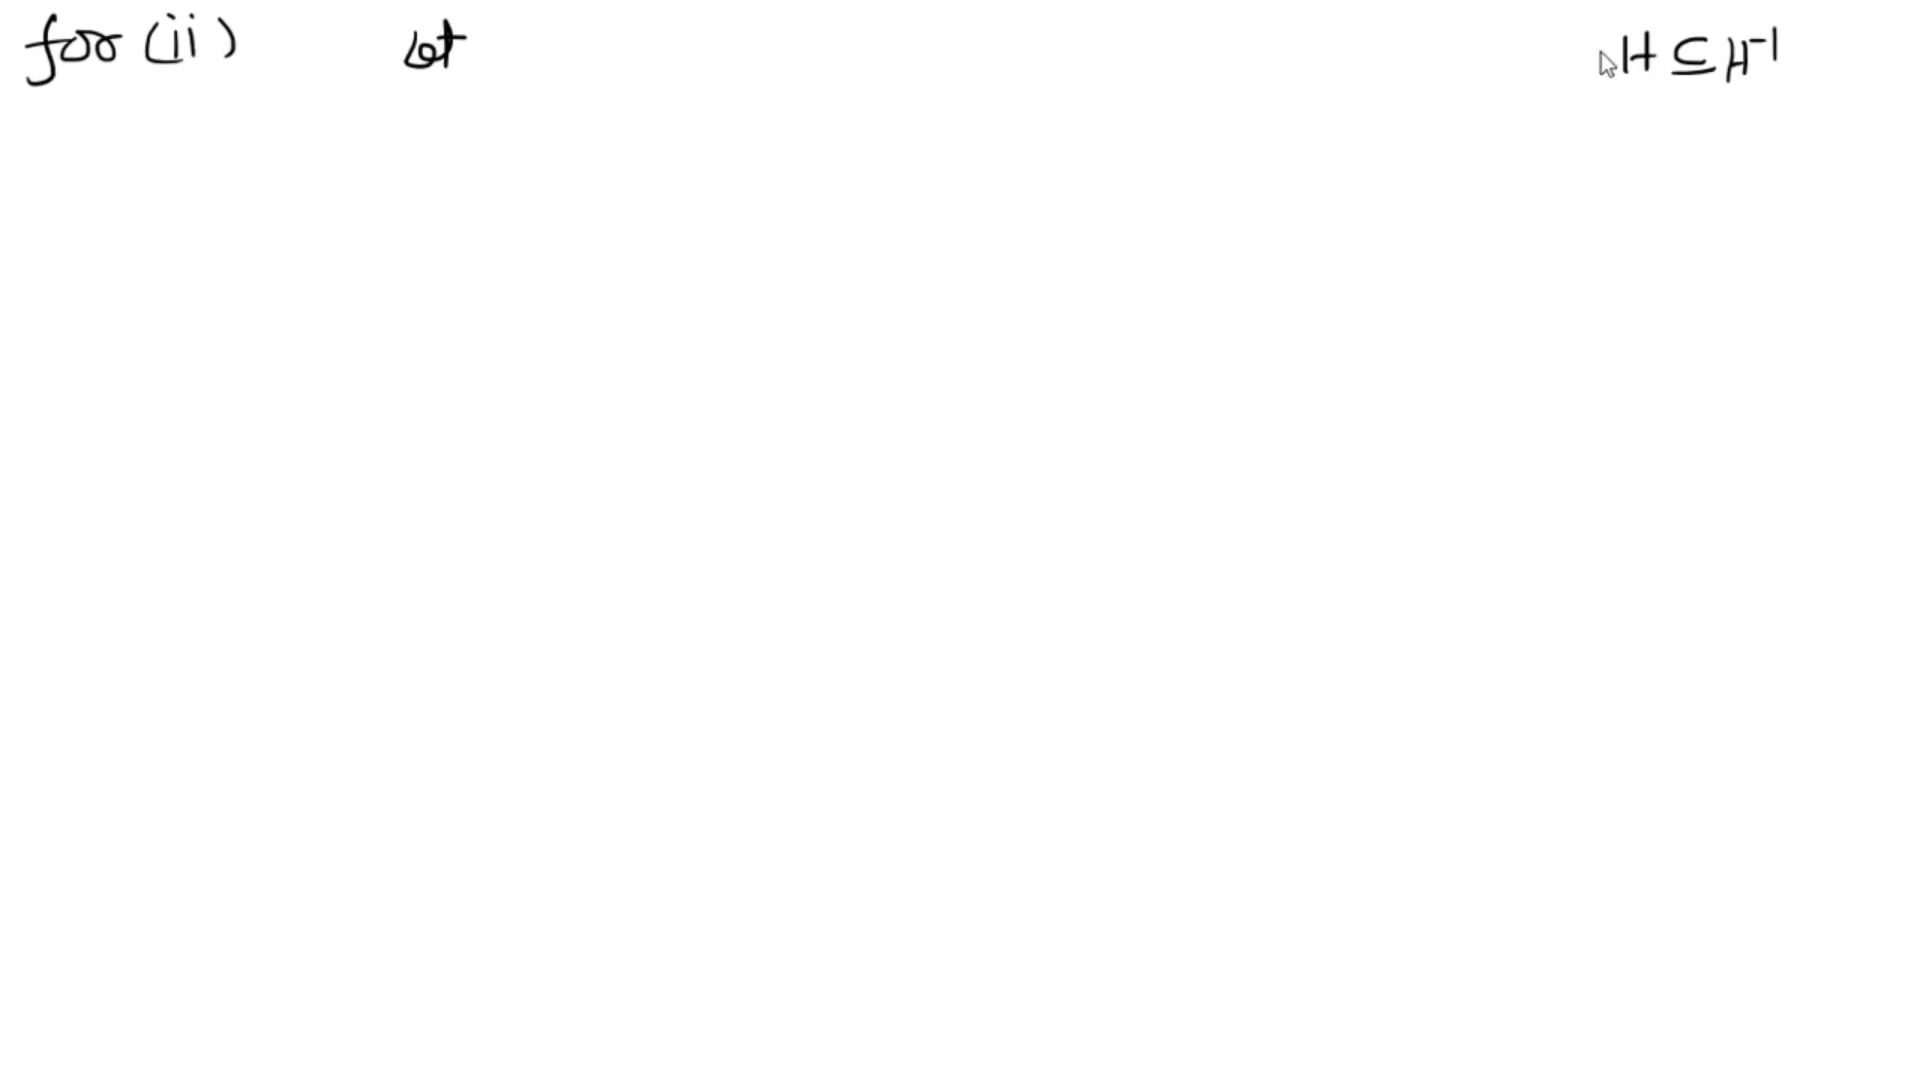 for (ii) let H ⊆ H⁻¹